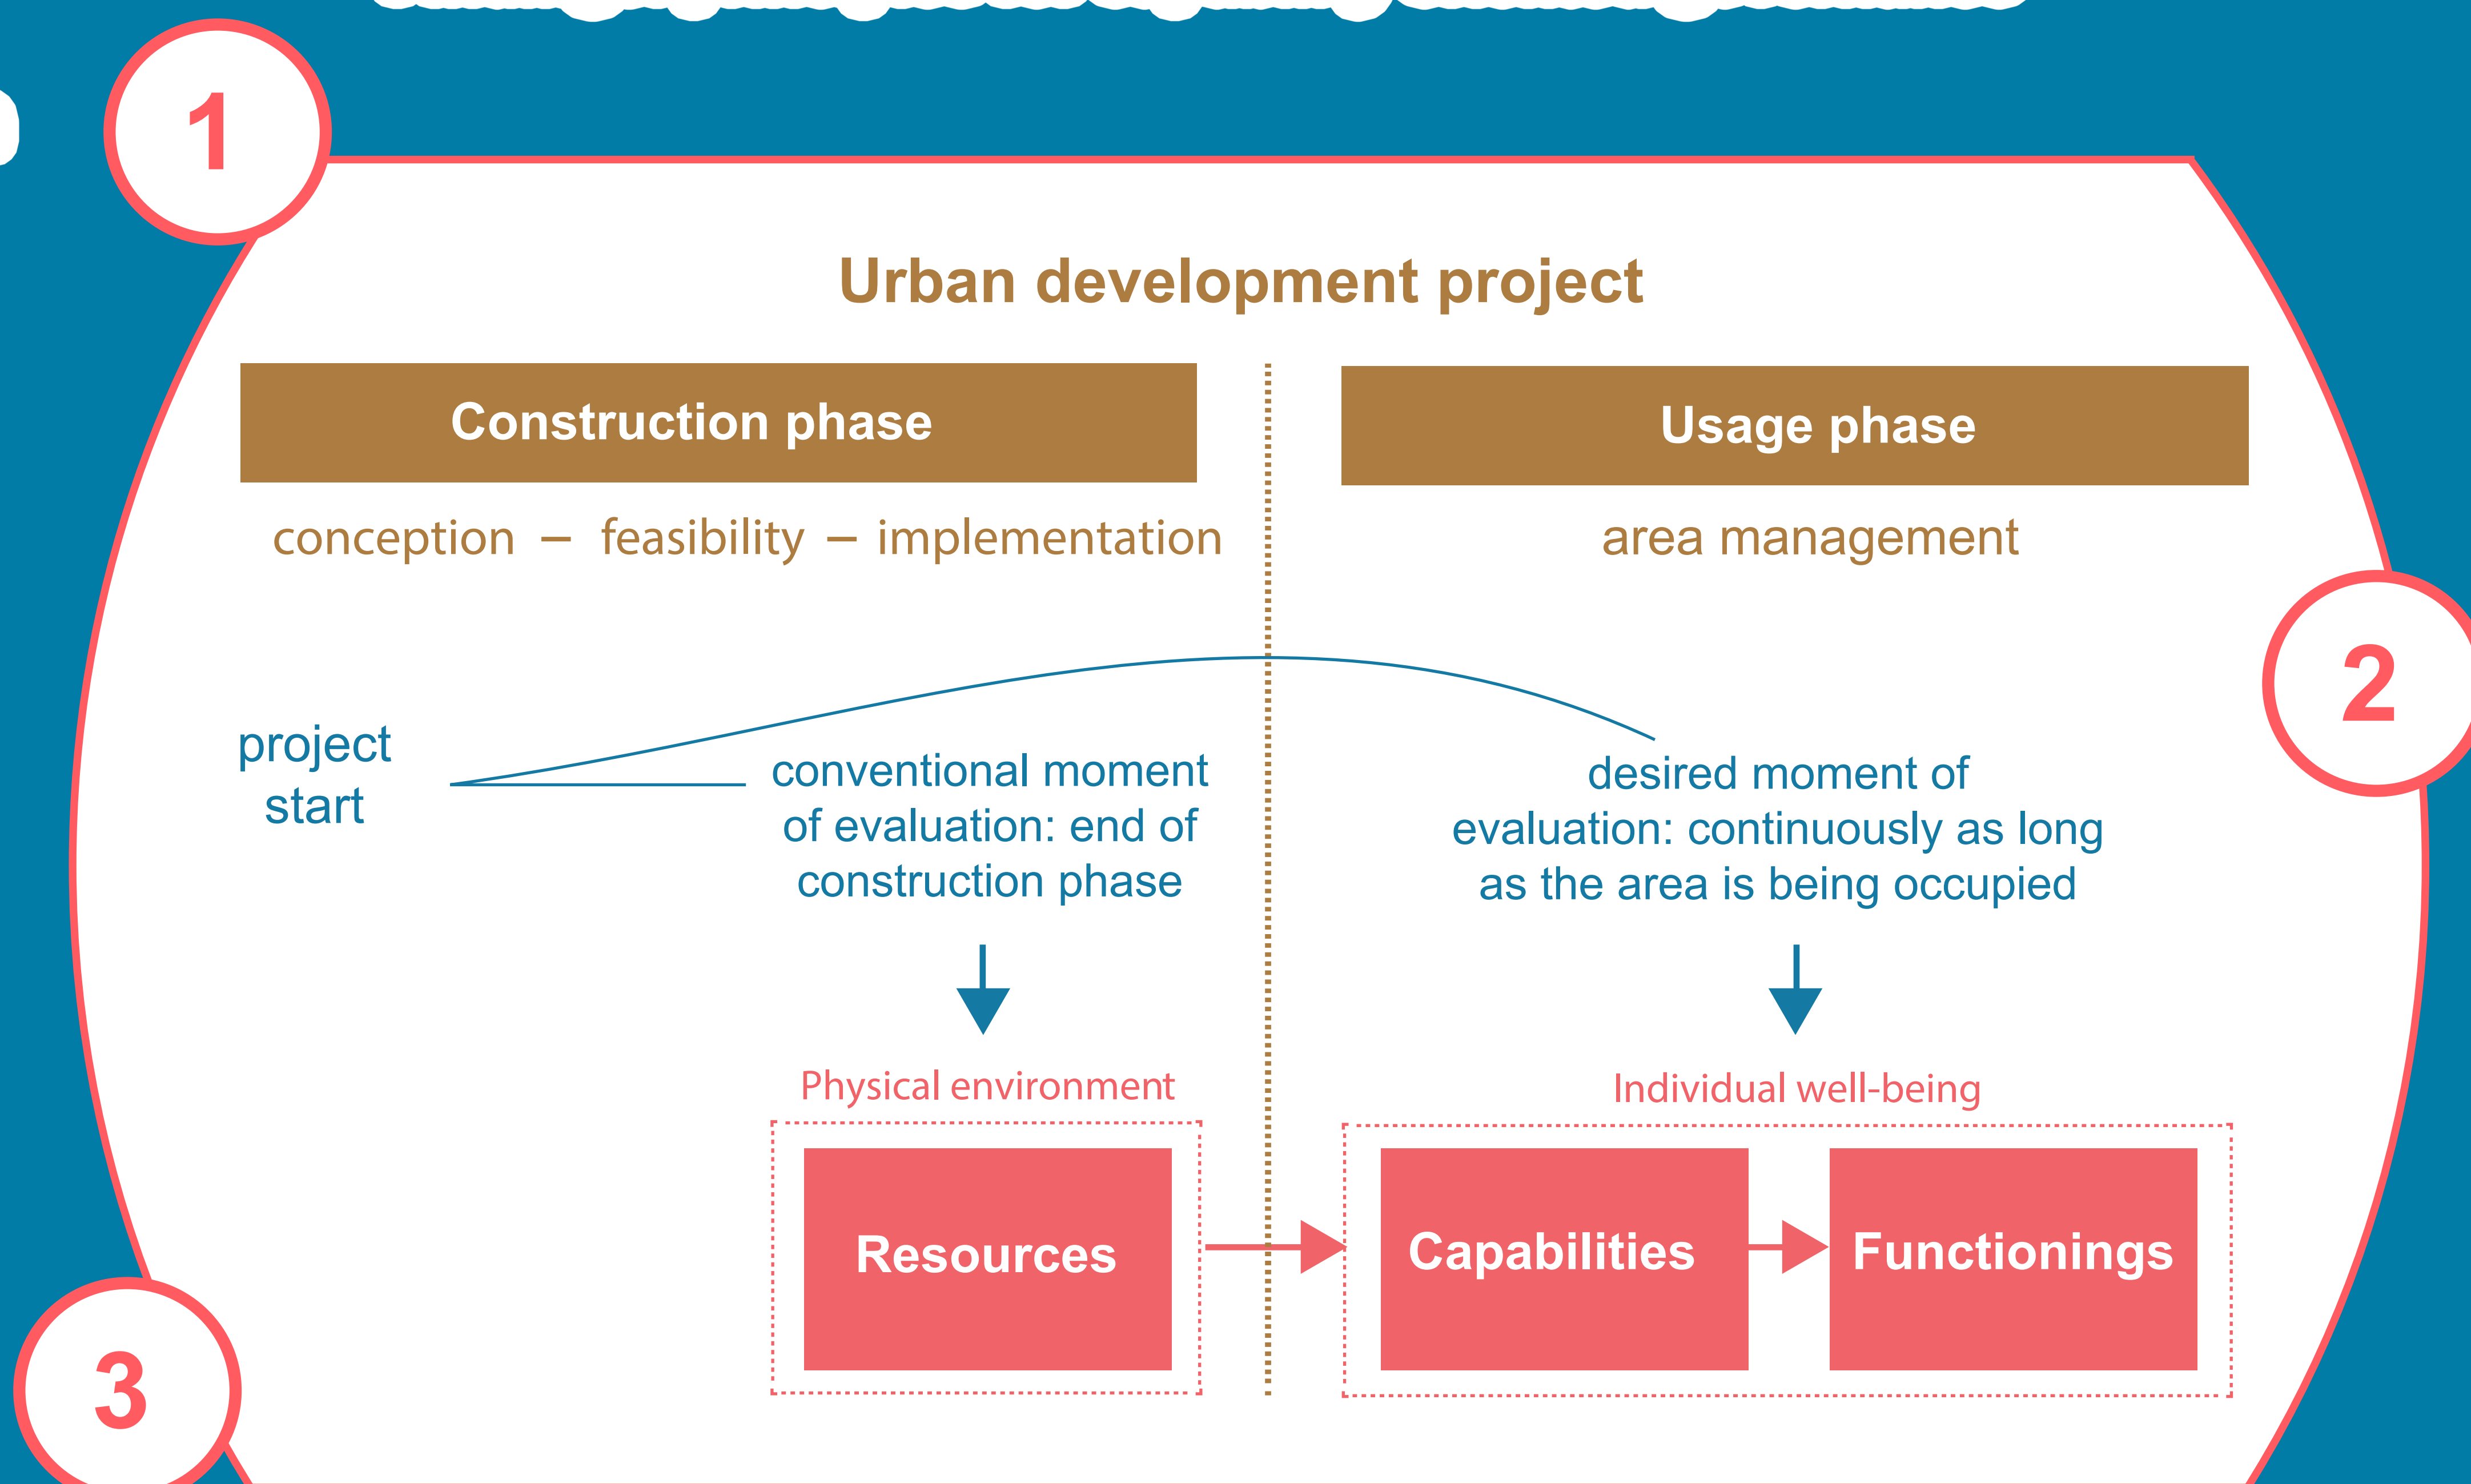 1
Urban development project
Construction phase
Usage phase
conception – feasibility – implementation
area management
2
project
start
conventional moment
of evaluation: end of
construction phase
desired moment of
evaluation: continuously as long
as the area is being occupied
Physical environment
Individual well-being
Resources
Capabilities
Functionings
3